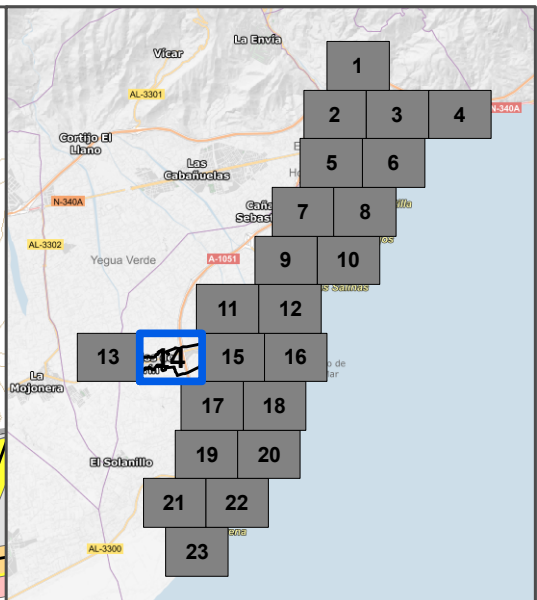 La Envía
Vícar
1
AL-3301
2
3
4
N-340A
Cortijo El
Llano
Las
Cabañuelas
5
6
N-340A
7
8
AL-3302
Yegua Verde
A-1051
9
10
11
12
13
14
15
16
La
Mojonera
17
18
El Solanillo
19
20
21
22
AL-3300
23